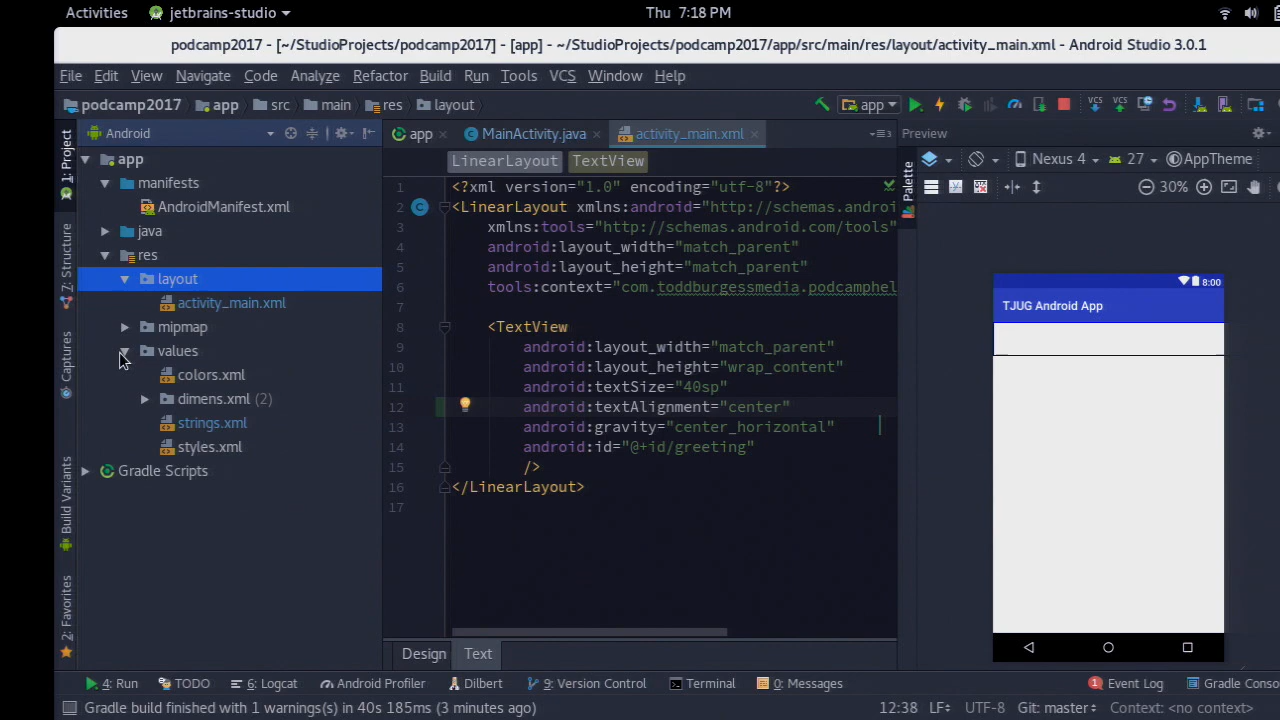 Activities jetbrains-studio Thu 7:18 PM
podcamp2017 - [~/StudioProjects/podcamp2017] - [app] - ~/StudioProjects/podcamp2017/app/src/main/res/layout/activity_main.xml - Android Studio 3.0.1
File Edit View Navigate Code Analyze Refactor Build Run Tools VCS Window Help
podcamp2017 app src main res layout app VCS VCS
Android app MainActivity.java activity_main.xml 3 Preview
1: Project
7: Structure
Captures
Build Variants
2: Favorites
app
manifests
AndroidManifest.xml
java
res
layout
activity_main.xml
mipmap
values
colors.xml
dimens.xml (2)
strings.xml
styles.xml
Gradle Scripts
LinearLayout TextView
1 <?xml version="1.0" encoding="utf-8"?>
2 <LinearLayout xmlns:android="http://schemas.androi
3 xmlns:tools="http://schemas.android.com/tools"
4 android:layout_width="match_parent"
5 android:layout_height="match_parent"
6 tools:context="com.toddburgessmedia.podcamphel
7
8 <TextView
9 android:layout_width="match_parent"
10 android:layout_height="wrap_content"
11 android:textSize="40sp"
12 android:textAlignment="center"
13 android:gravity="center_horizontal"
14 android:id="@+id/greeting"
15 />
16 </LinearLayout>
17
Design Text
Palette
Nexus 4 27 AppTheme
30%
8:00
TJUG Android App
4: Run TODO 6: Logcat Android Profiler Dilbert 9: Version Control Terminal 0: Messages 1 Event Log Gradle Conso
Gradle build finished with 1 warnings(s) in 40s 185ms (3 minutes ago) 12:38 LF÷ UTF-8 Git: master÷ Context: <no context>